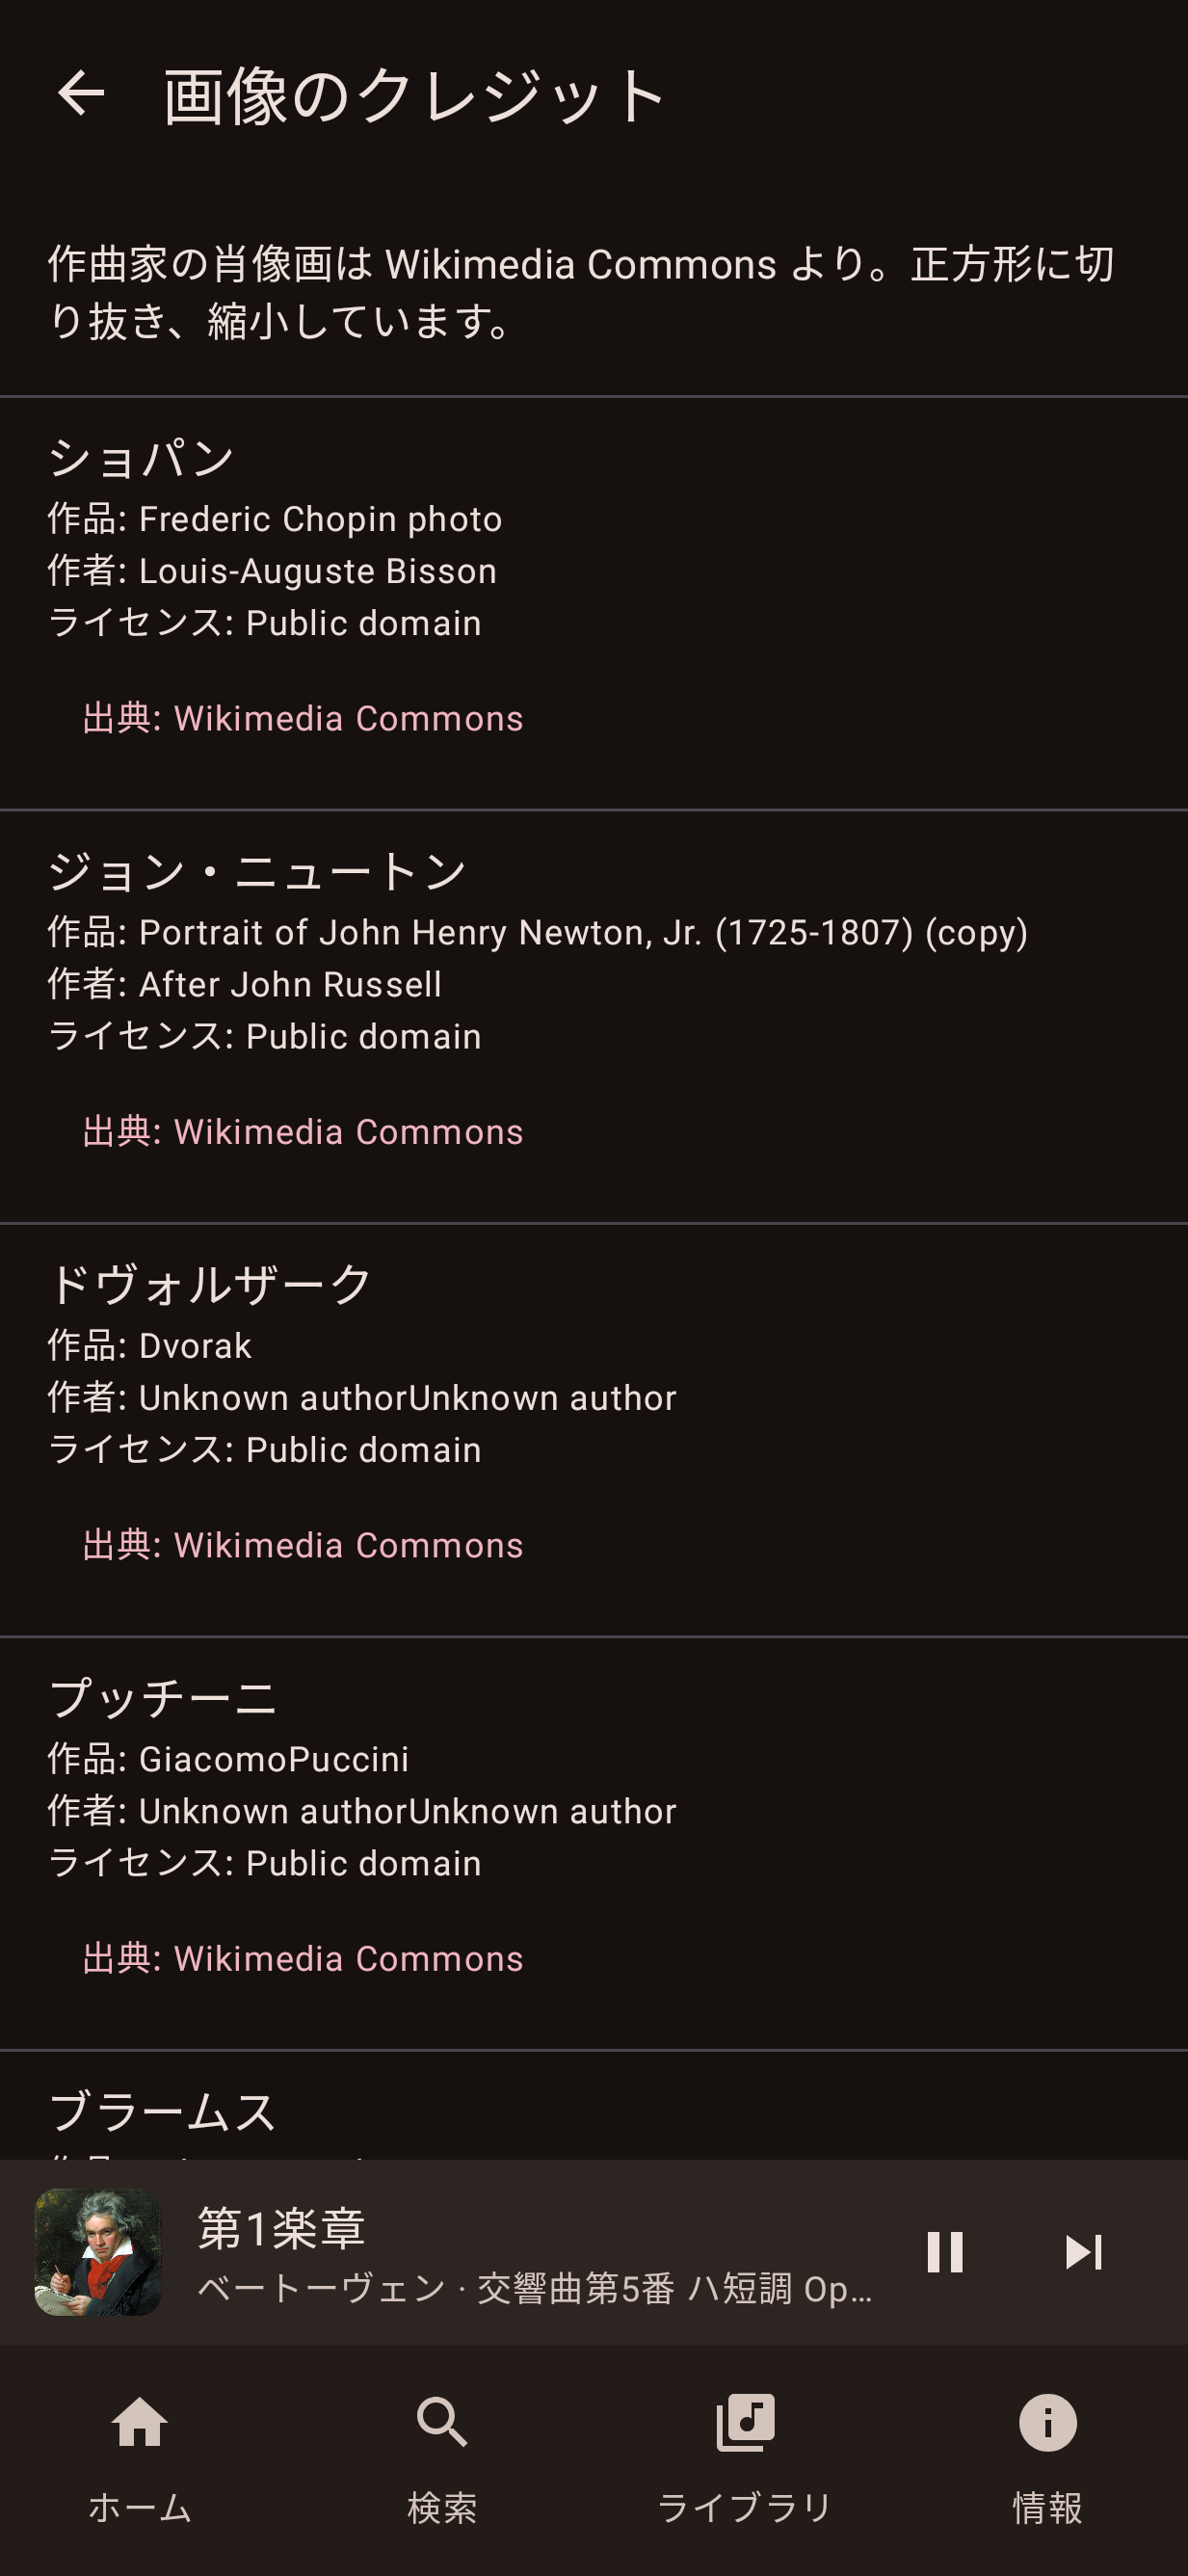 画像のクレジット
作曲家の肖像画は Wikimedia Commons より。正方形に切
り抜き、縮小しています。
ショパン
作品: Frederic Chopin photo
作者: Louis-Auguste Bisson
ライセンス: Public domain
出典: Wikimedia Commons
ジョン・ニュートン
作品: Portrait of John Henry Newton, Jr. (1725-1807) (copy)
作者: After John Russell
ライセンス: Public domain
出典: Wikimedia Commons
ドヴォルザーク
作品: Dvorak
作者: Unknown authorUnknown author
ライセンス: Public domain
出典: Wikimedia Commons
プッチーニ
作品: GiacomoPuccini
作者: Unknown authorUnknown author
ライセンス: Public domain
出典: Wikimedia Commons
ブラームス
第1楽章
ベートーヴェン · 交響曲第5番 ハ短調 Op…
ホーム
検索
ライブラリ
情報